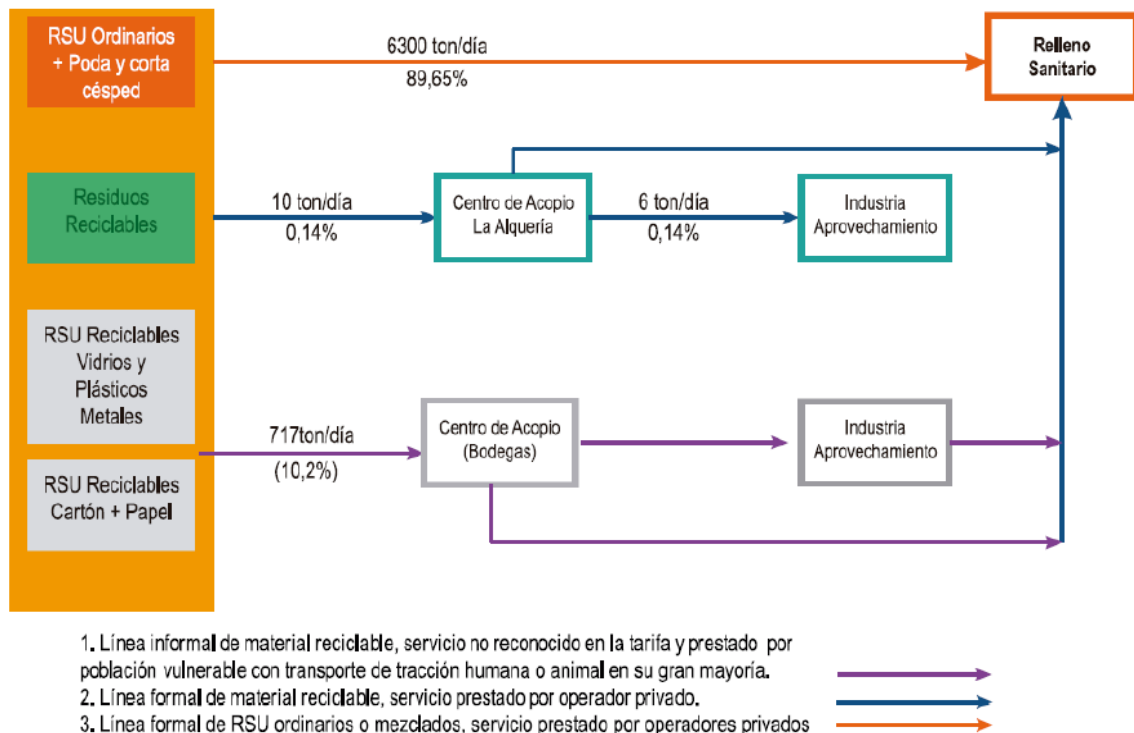 RSU Ordinarios
+ Poda y corta
césped
6300 ton/día
89,65%
Relleno
Sanitario
Residuos
Reciclables
10 ton/día
0,14%
Centro de Acopio
La Alquería
6 ton/día
0,14%
Industria
Aprovechamiento
RSU Reciclables
Vidrios y
Plásticos
Metales
RSU Reciclables
Cartón + Papel
717ton/día
(10,2%)
Centro de Acopio
(Bodegas)
Industria
Aprovechamiento
1. Línea informal de material reciclable, servicio no reconocido en la tarifa y prestado por
población vulnerable con transporte de tracción humana o animal en su gran mayoría.
2. Línea formal de material reciclable, servicio prestado por operador privado.
3. Línea formal de RSU ordinarios o mezclados, servicio prestado por operadores privados